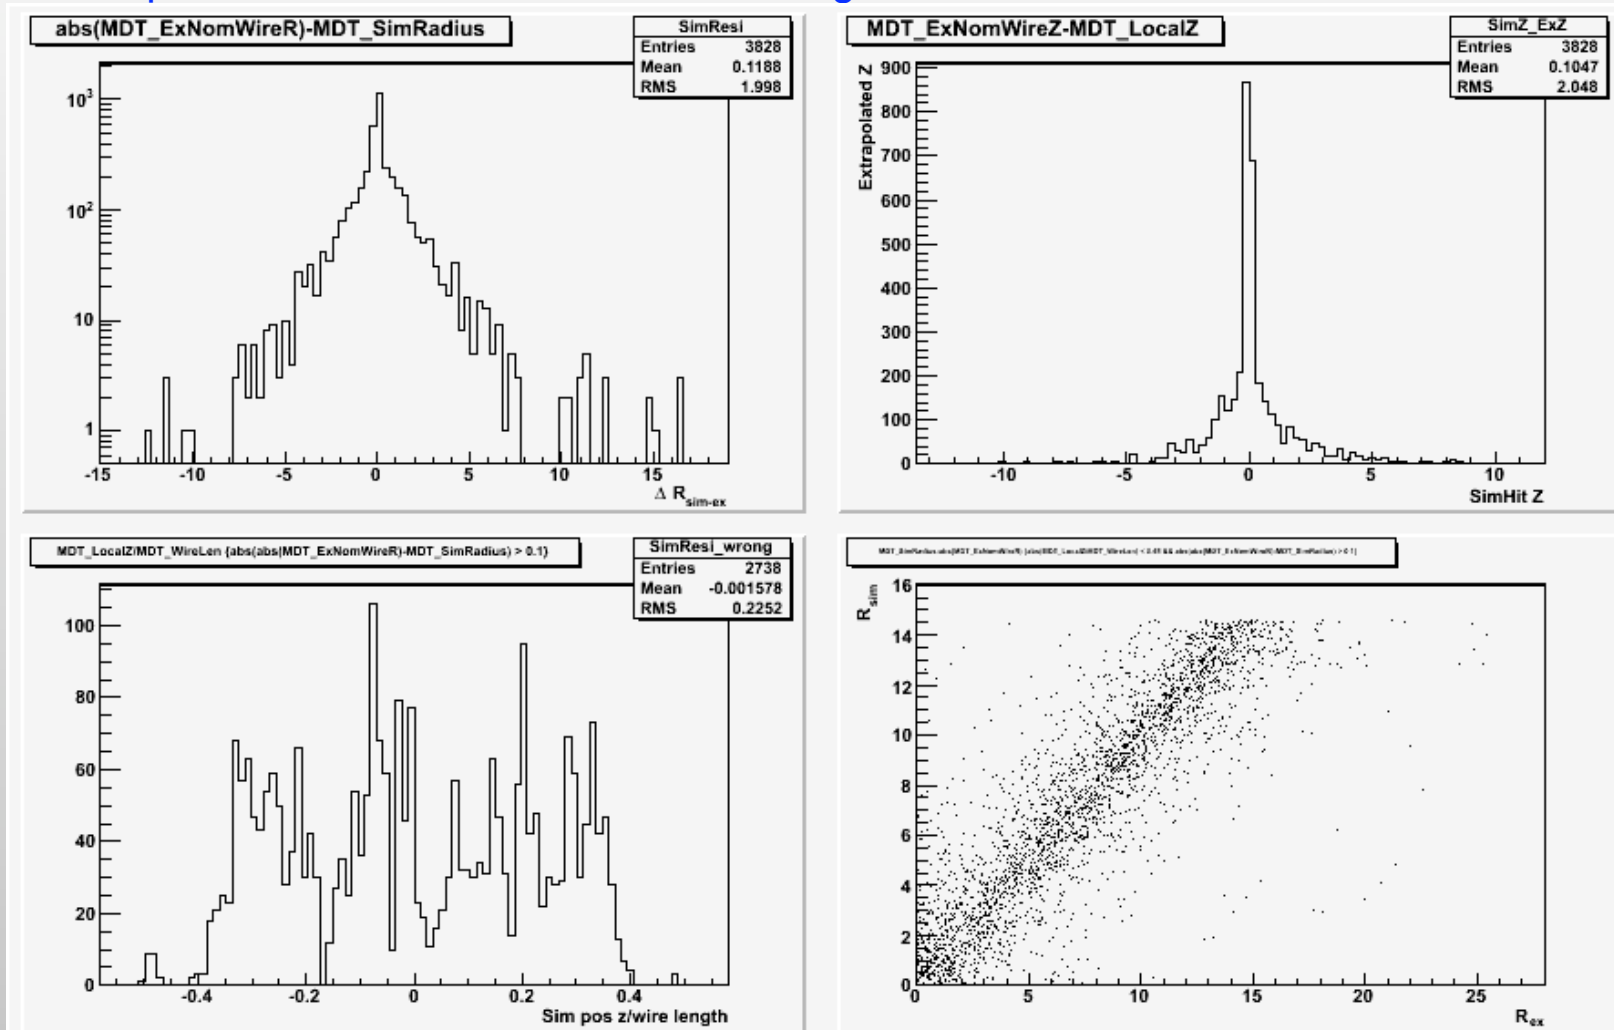 abs(MDT_ExNomWireR)-MDT_SimRadius
SimResi
Entries 3828
Mean 0.1188
RMS 1.998
10³
10²
10
1
-15 -10 -5 0 5 10 15
Δ R sim-ex
MDT_ExNomWireZ-MDT_LocalZ
SimZ_ExZ
Entries 3828
Mean 0.1047
RMS 2.048
Extrapolated Z
900
800
700
600
500
400
300
200
100
0
-10 -5 0 5 10
SimHit Z
MDT_LocalZ/MDT_WireLen {abs(abs(MDT_ExNomWireR)-MDT_SimRadius) > 0.1}
SimResi_wrong
Entries 2738
Mean -0.001578
RMS 0.2252
100
80
60
40
20
0
-0.4 -0.2 0 0.2 0.4
Sim pos z/wire length
R sim
16
14
12
10
8
6
4
2
0
0 5 10 15 20 25
R ex